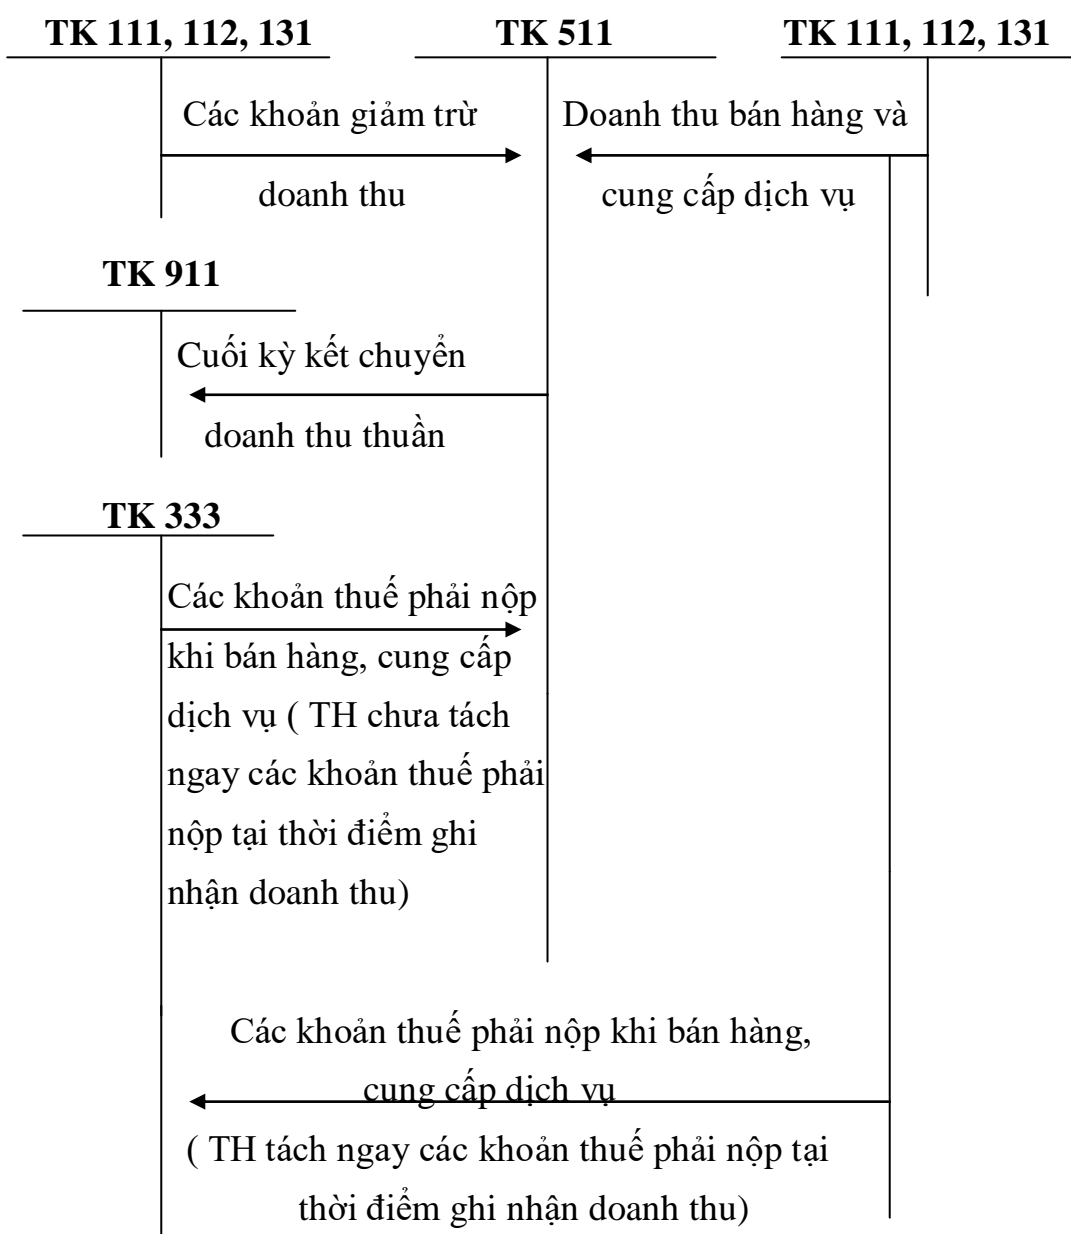 TK 111, 112, 131
TK 511
TK 111, 112, 131
Các khoản giảm trừ
doanh thu
Doanh thu bán hàng và
cung cấp dịch vụ
TK 911
Cuối kỳ kết chuyển
doanh thu thuần
TK 333
Các khoản thuế phải nộp
khi bán hàng, cung cấp
dịch vụ ( TH chưa tách
ngay các khoản thuế phải
nộp tại thời điểm ghi
nhận doanh thu)
Các khoản thuế phải nộp khi bán hàng,
cung cấp dịch vụ
( TH tách ngay các khoản thuế phải nộp tại
thời điểm ghi nhận doanh thu)